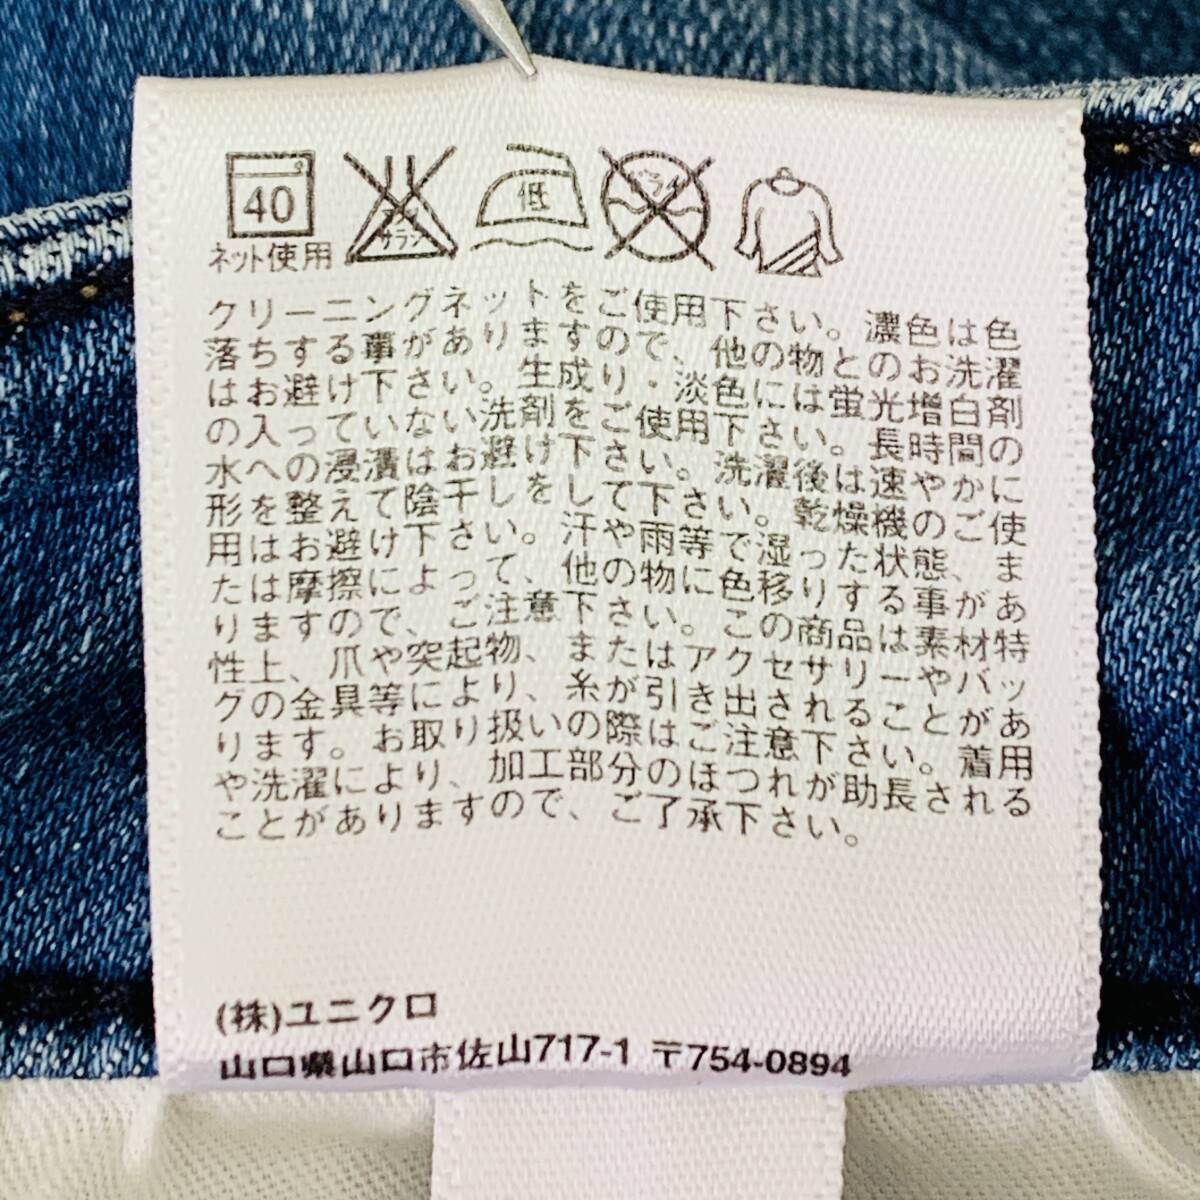 40
エンソ
サラシ
低
ドライ
ネット使用
クリーニングネットをご使用下さい。濃色は色
落ちする事がありますので、他の物とのお洗濯
はお避け下さい。生成り・淡色には蛍光増白剤
の入っていない洗剤をご使用下さい。長時間の
水への浸漬はお避け下さい。洗濯後は速やかに
形を整えて陰干しをして下さい。乾燥機のご使
用はお避け下さい。汗や雨等で湿った状態、ま
たは摩擦によって、他の物に色移りする事があ
りますので、ご注意下さい。この商品は素材特
性上、爪や突起物、またはアクセサリーやバッ
グの金具等により、糸が引き出されることがあ
ります。お取り扱いの際はご注意下さい。着用
や洗濯により、加工部分のほつれが助長される
ことがありますので、ご了承下さい。
(株)ユニクロ
山口県山口市佐山717-1 〒754-0894